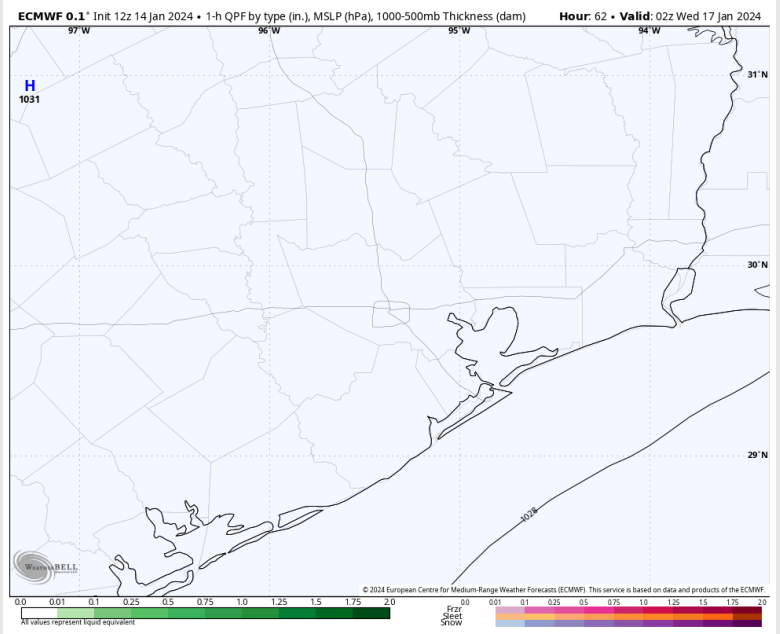 ECMWF 0.1° Init 12z 14 Jan 2024 • 1-h QPF by type (in.), MSLP (hPa), 1000-500mb Thickness (dam) Hour: 62 • Valid: 02z Wed 17 Jan 2024
97°W 96°W 95°W 94°W
31°N
H
1031
30°N
29°N
1028
WEATHERBELL
© 2024 European Centre for Medium-Range Weather Forecasts (ECMWF). This service is based on data and products of the ECMWF.
0.0 0.01 0.1 0.25 0.5 0.75 1.0 1.25 1.5 1.75 2.0
0.0 0.01 0.1 0.25 0.5 0.75 1.0 1.25 1.5 1.75 2.0
Frzr
Sleet
Snow
All values represent liquid equivalent